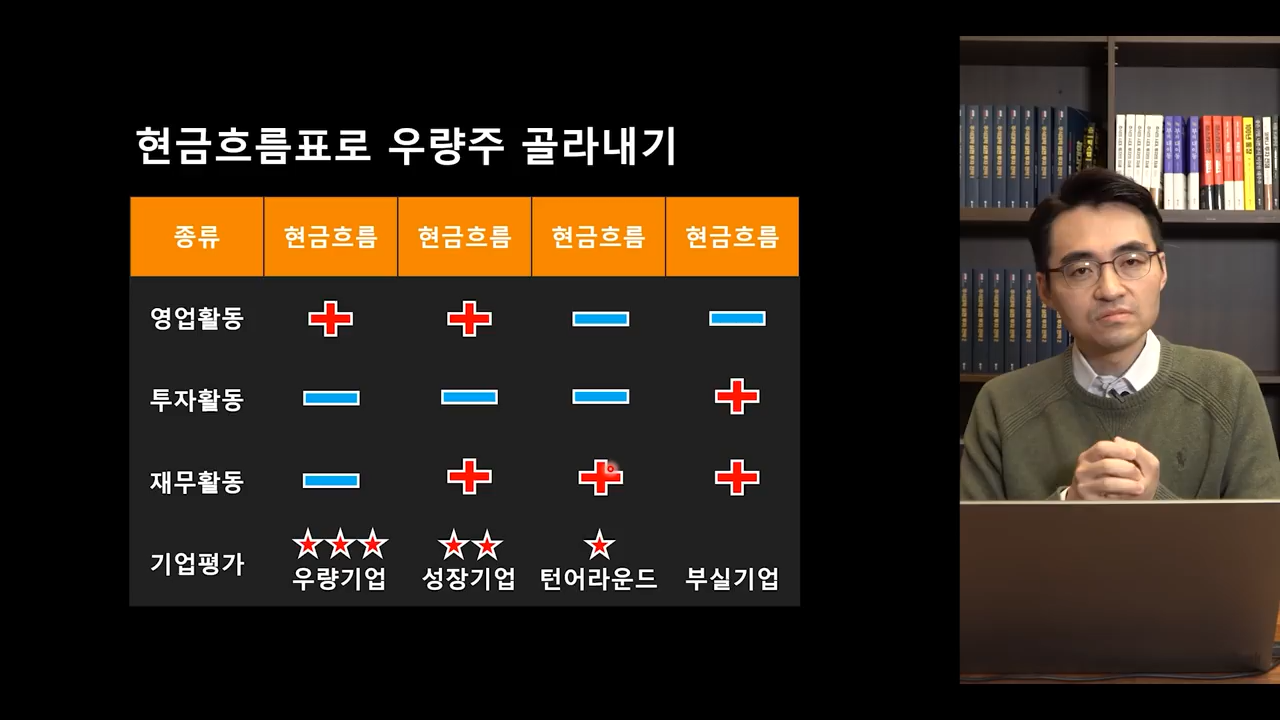 현금흐름표로 우량주 골라내기
종류 현금흐름 현금흐름 현금흐름 현금흐름
영업활동
투자활동
재무활동
기업평가
우량기업 성장기업 턴어라운드 부실기업